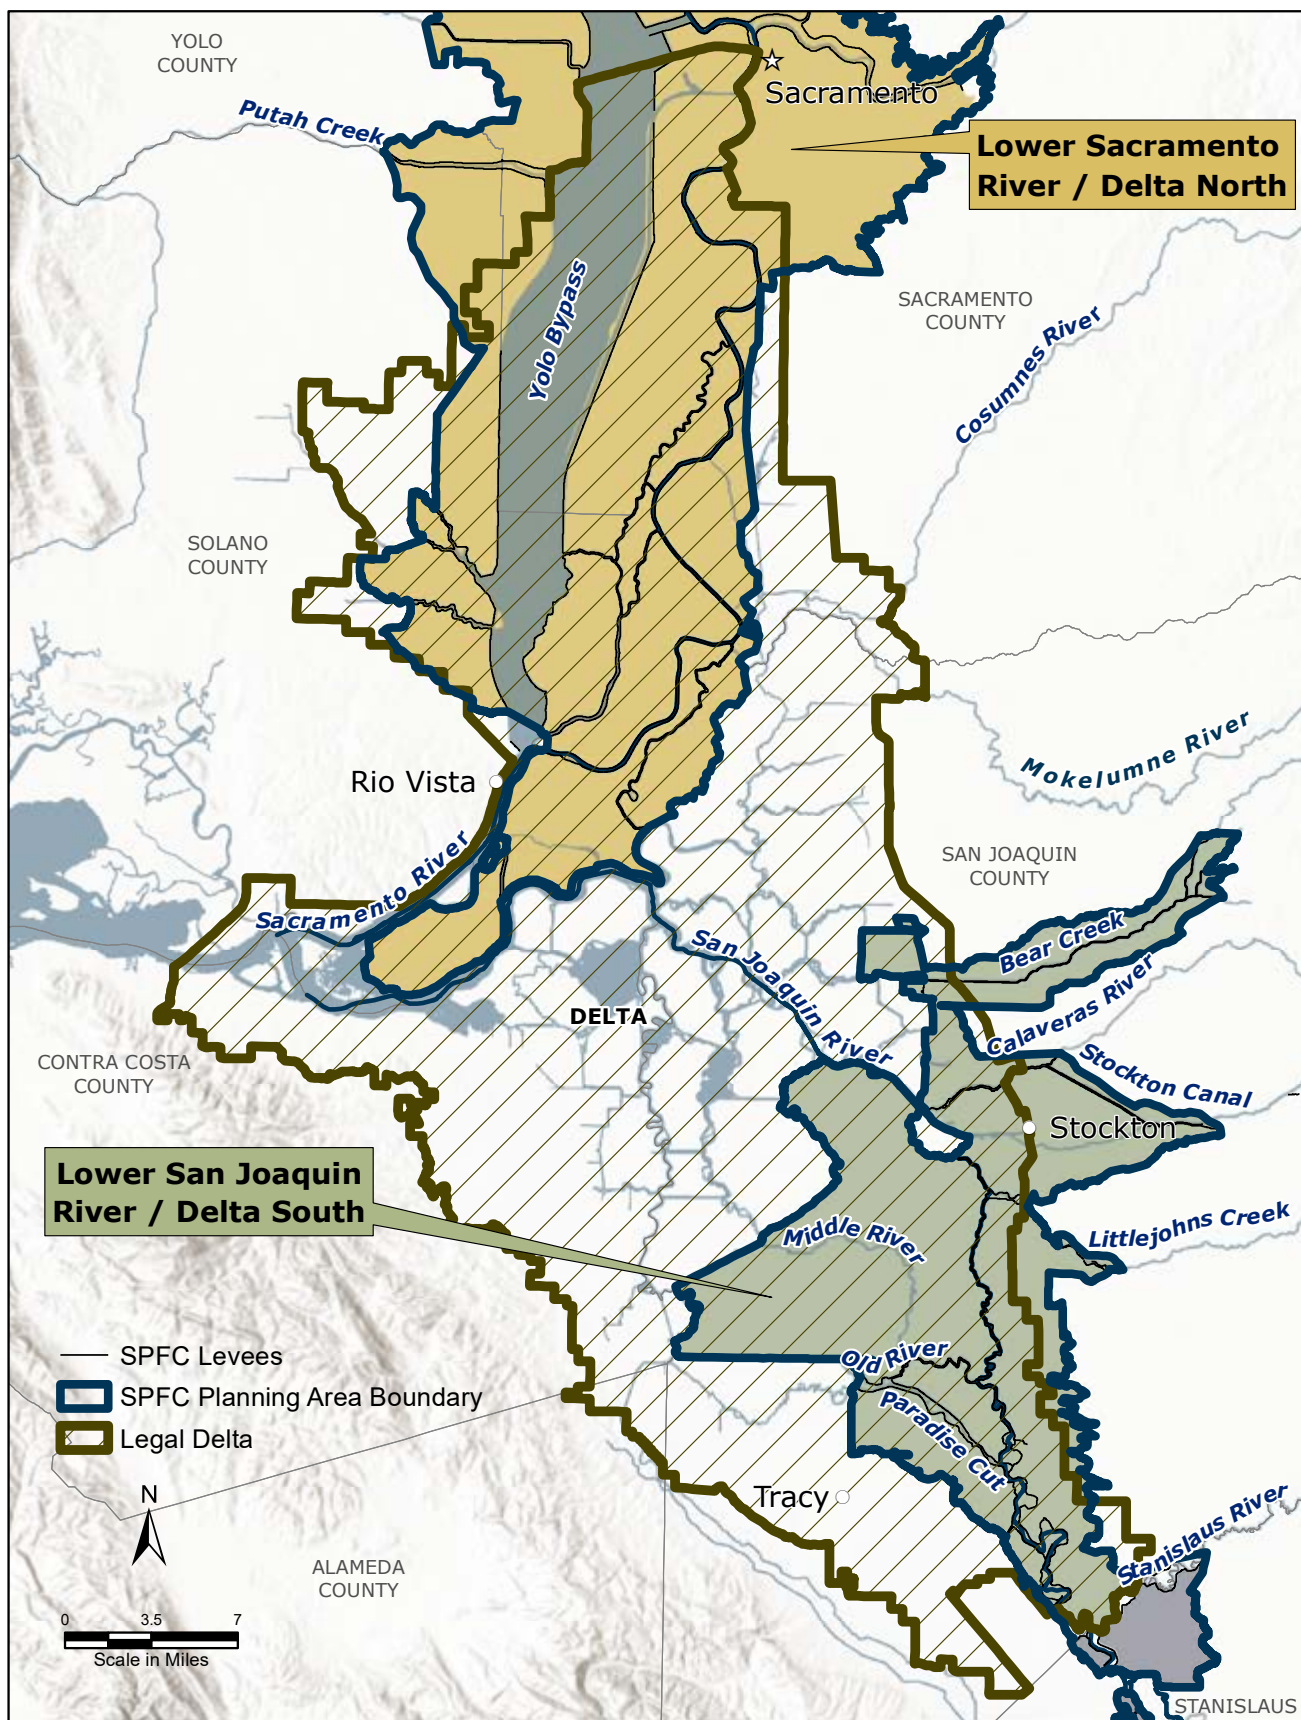 YOLO
COUNTY
Sacramento
Putah Creek
Lower Sacramento
River / Delta North
Yolo Bypass
SACRAMENTO
COUNTY
Cosumnes River
SOLANO
COUNTY
Mokelumne River
Rio Vista
Sacramento River
SAN JOAQUIN
COUNTY
Bear Creek
San Joaquin River
Calaveras River
DELTA
CONTRA COSTA
COUNTY
Stockton Canal
Stockton
Lower San Joaquin
River / Delta South
Middle River
Littlejohns Creek
Old River
Paradise Cut
SPFC Levees
SPFC Planning Area Boundary
Legal Delta
Tracy
N
Stanislaus River
ALAMEDA
COUNTY
0 3.5 7
Scale in Miles
STANISLAUS